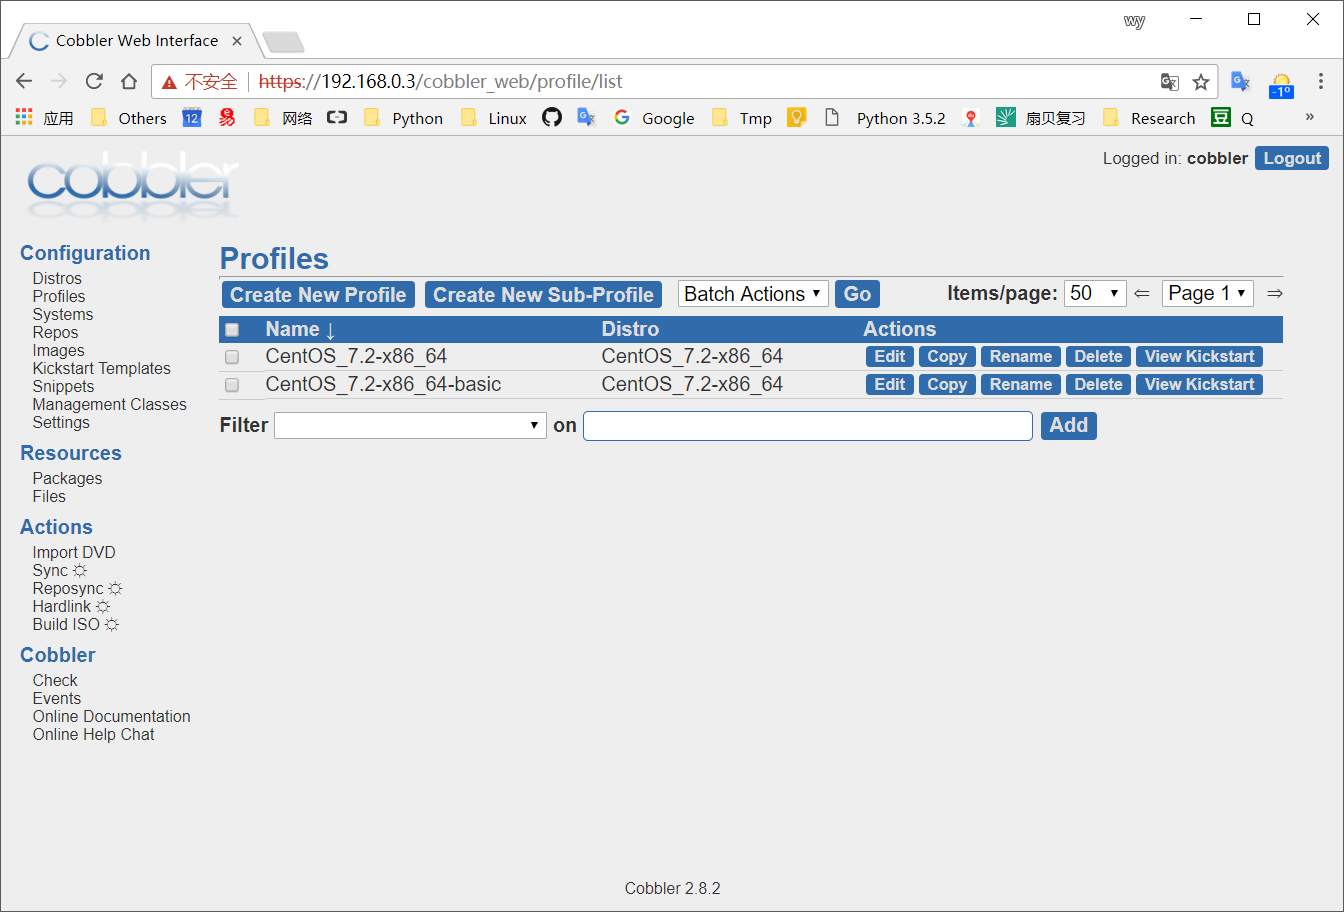 wy
Cobbler Web Interface
不安全 https://192.168.0.3/cobbler_web/profile/list
-1°
应用 Others 12 易 网络 Python Linux Google Tmp Python 3.5.2 扇贝复习 Research 豆 Q »
cobbler
Logged in: cobbler Logout
Configuration
Distros
Profiles
Systems
Repos
Images
Kickstart Templates
Snippets
Management Classes
Settings
Resources
Packages
Files
Actions
Import DVD
Sync
Reposync
Hardlink
Build ISO
Cobbler
Check
Events
Online Documentation
Online Help Chat
Profiles
Create New Profile Create New Sub-Profile Batch Actions Go Items/page: 50 ⇐ Page 1 ⇒
Name ↓ Distro Actions
CentOS_7.2-x86_64 CentOS_7.2-x86_64 Edit Copy Rename Delete View Kickstart
CentOS_7.2-x86_64-basic CentOS_7.2-x86_64 Edit Copy Rename Delete View Kickstart
Filter on Add
Cobbler 2.8.2